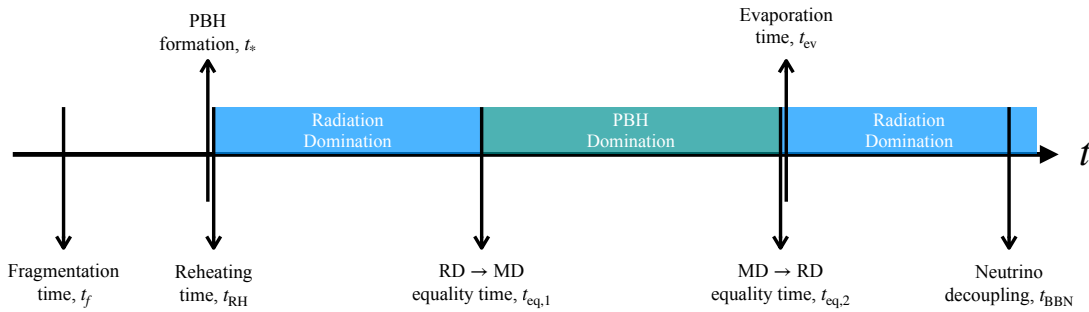 PBH
formation, t*
Evaporation
time, tev
Radiation
Domination
PBH
Domination
Radiation
Domination
t
Fragmentation
time, tf
Reheating
time, tRH
RD → MD
equality time, teq,1
MD → RD
equality time, teq,2
Neutrino
decoupling, tBBN